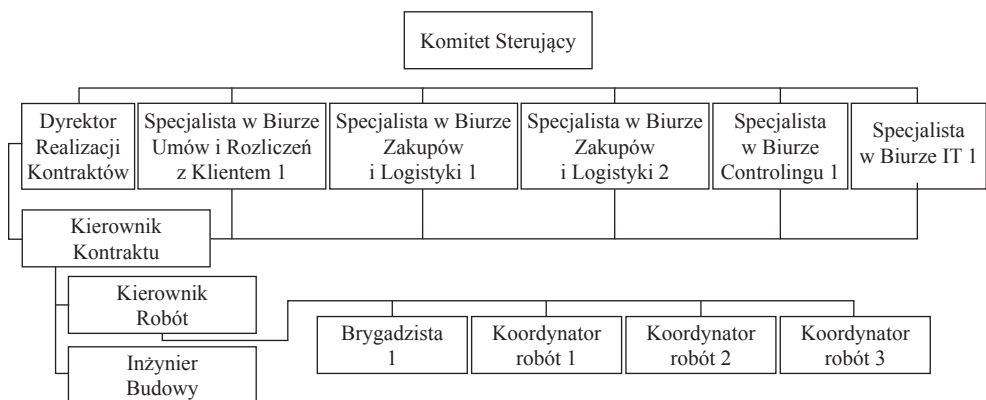 Komitet Sterujący
Dyrektor
Realizacji
Kontraktów
Specjalista w Biurze
Umów i Rozliczeń
z Klientem 1
Specjalista w Biurze
Zakupów
i Logistyki 1
Specjalista w Biurze
Zakupów
i Logistyki 2
Specjalista
w Biurze
Controlingu 1
Specjalista
w Biurze IT 1
Kierownik
Kontraktu
Kierownik
Robót
Brygadzista
1
Koordynator
robót 1
Koordynator
robót 2
Koordynator
robót 3
Inżynier
Budowy